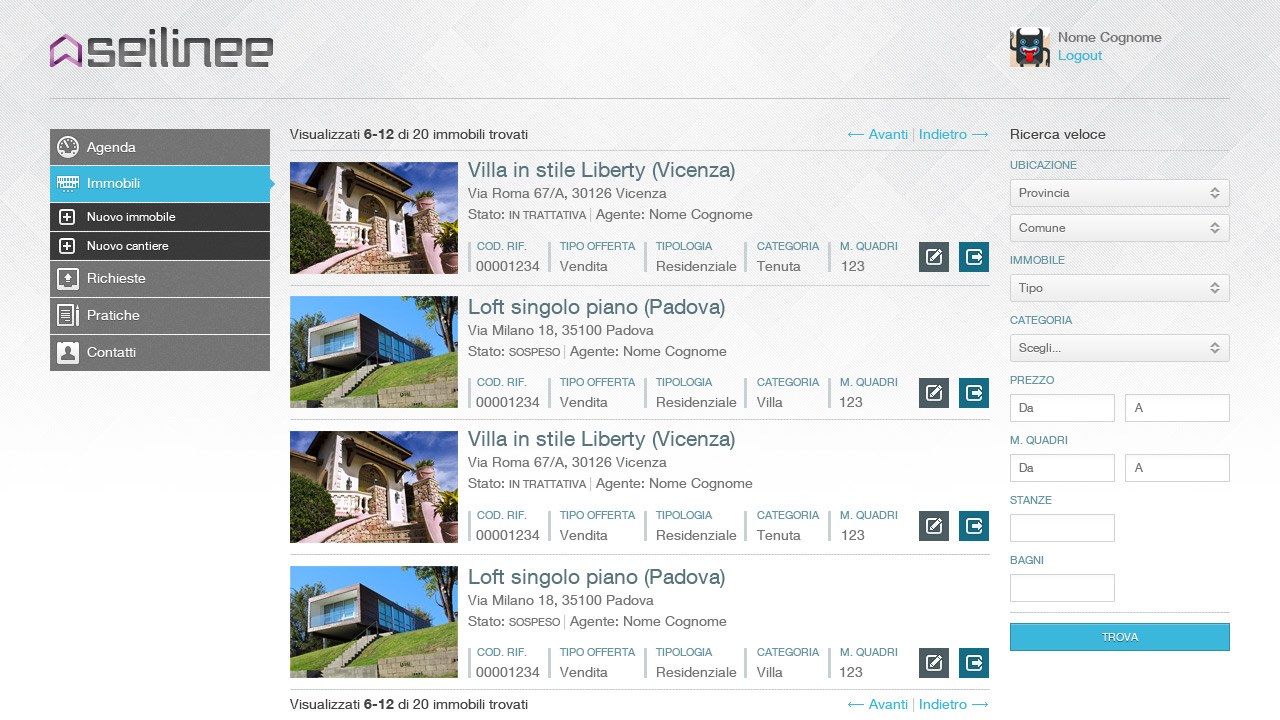 seilinee
Nome Cognome
Logout
Agenda
Immobili
Nuovo immobile
Nuovo cantiere
Richieste
Pratiche
Contatti
Visualizzati 6-12 di 20 immobili trovati
Avanti | Indietro
Villa in stile Liberty (Vicenza)
Via Roma 67/A, 30126 Vicenza
Stato: IN TRATTATIVA | Agente: Nome Cognome
COD. RIF. TIPO OFFERTA TIPOLOGIA CATEGORIA M. QUADRI
00001234 Vendita Residenziale Tenuta 123
Loft singolo piano (Padova)
Via Milano 18, 35100 Padova
Stato: SOSPESO | Agente: Nome Cognome
COD. RIF. TIPO OFFERTA TIPOLOGIA CATEGORIA M. QUADRI
00001234 Vendita Residenziale Villa 123
Villa in stile Liberty (Vicenza)
Via Roma 67/A, 30126 Vicenza
Stato: IN TRATTATIVA | Agente: Nome Cognome
COD. RIF. TIPO OFFERTA TIPOLOGIA CATEGORIA M. QUADRI
00001234 Vendita Residenziale Tenuta 123
Loft singolo piano (Padova)
Via Milano 18, 35100 Padova
Stato: SOSPESO | Agente: Nome Cognome
COD. RIF. TIPO OFFERTA TIPOLOGIA CATEGORIA M. QUADRI
00001234 Vendita Residenziale Villa 123
Visualizzati 6-12 di 20 immobili trovati
Avanti | Indietro
Ricerca veloce
UBICAZIONE
Provincia
Comune
IMMOBILE
Tipo
CATEGORIA
Scegli...
PREZZO
Da A
M. QUADRI
Da A
STANZE
BAGNI
TROVA